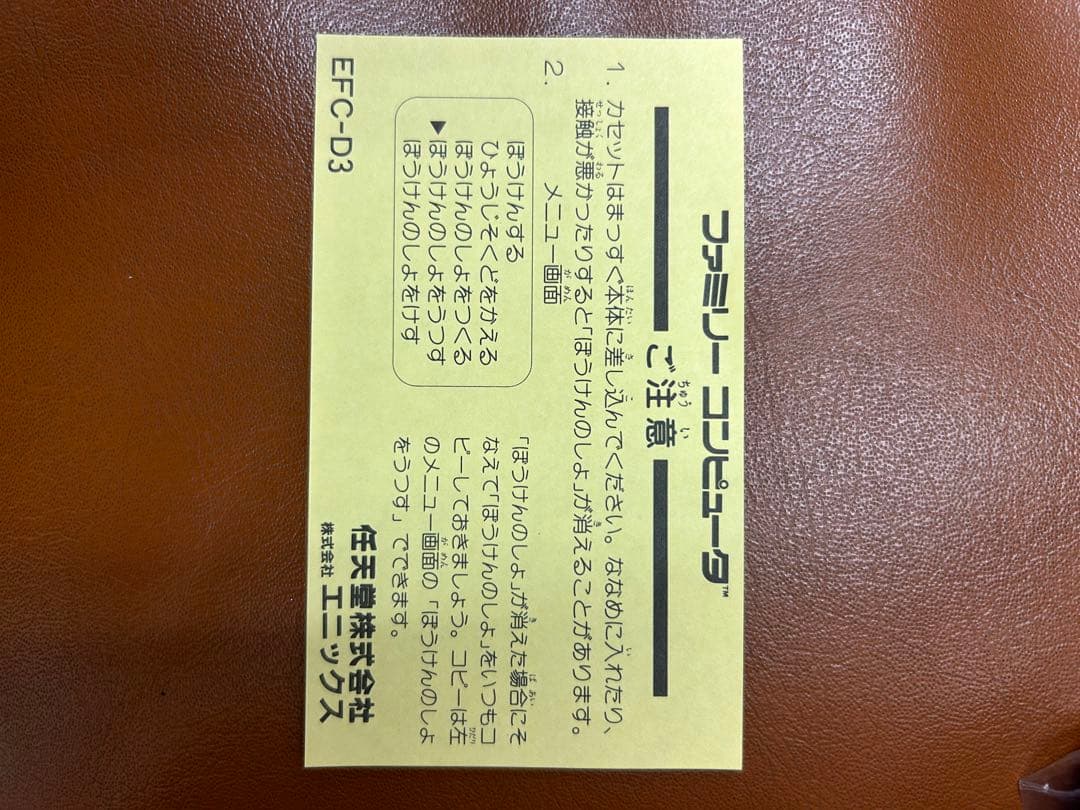 ファミリー コンピュータ™
ご注意
1. カセットはまっすぐ本体に差し込んでください。ななめに入れたり、
接触が悪かったりすると「ぼうけんのしょ」が消えることがあります。
2. メニュー画面
ぼうけんする
ひょうじそくどをかえる
ぼうけんのしょをつくる
▶ぼうけんのしょをうつす
ぼうけんのしょをけす
「ぼうけんのしょ」が消えた場合にそ
なえて「ぼうけんのしょ」をいつもコ
ピーしておきましょう。コピーは左
のメニュー画面の「ぼうけんのしょ
をうつす」でできます。
任天堂株式会社
株式会社 エニックス
EFC-D3